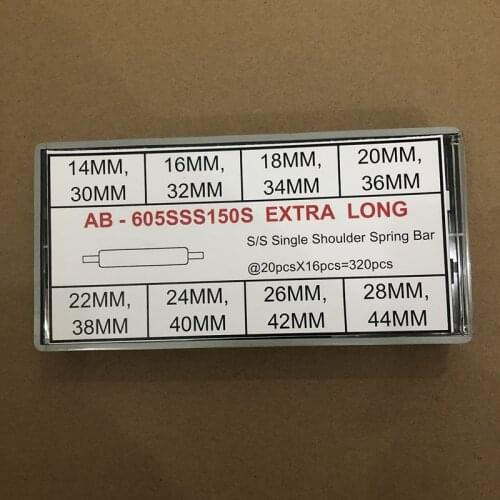 14MM, 16MM, 18MM, 20MM,
30MM 32MM 34MM 36MM
AB - 605SSS150S EXTRA LONG
S/S Single Shoulder Spring Bar
@20pcsX16pcs=320pcs
22MM, 24MM, 26MM, 28MM,
38MM 40MM 42MM 44MM